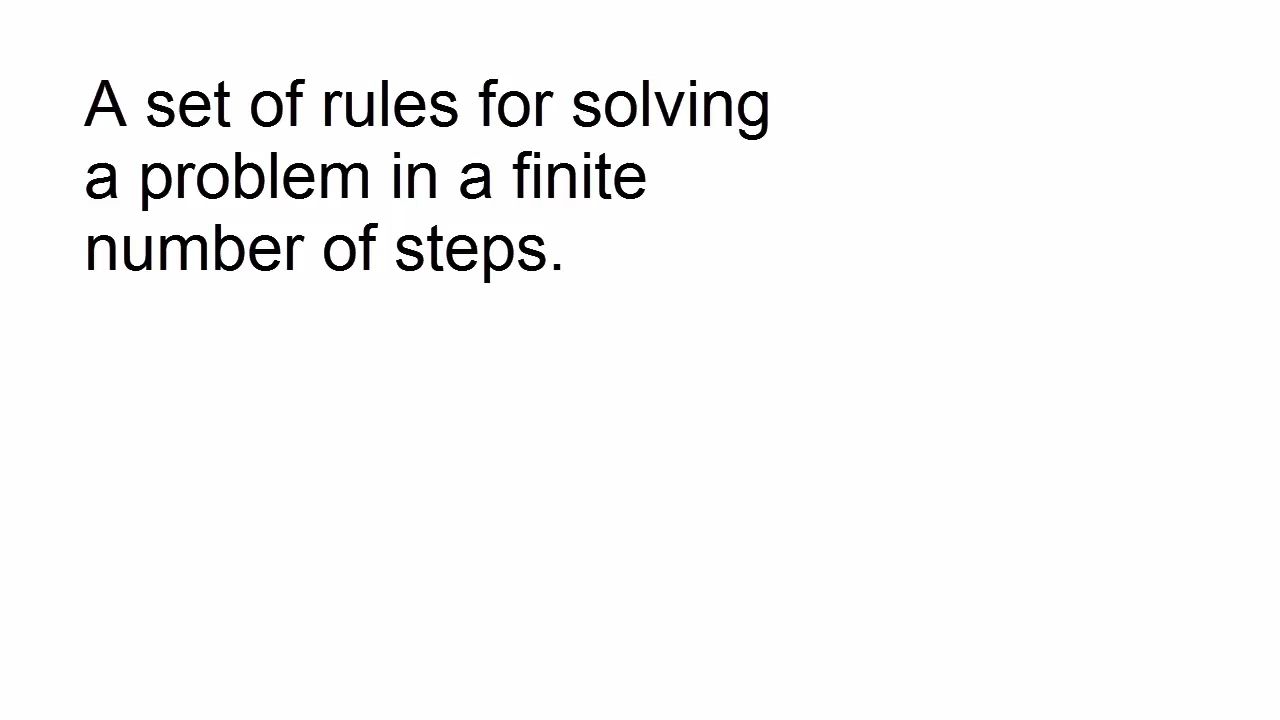 A set of rules for solving
a problem in a finite
number of steps.